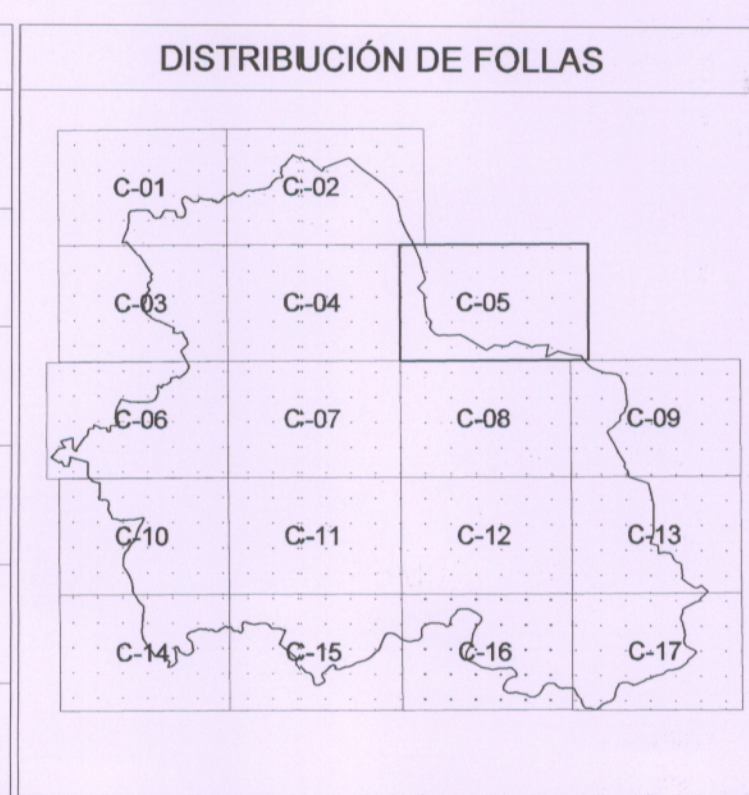 DISTRIBUCIÓN DE FOLLAS
C-01 C-02
C-03 C-04 C-05
C-06 C-07 C-08 C-09
C-10 C-11 C-12 C-13
C-14 C-15 C-16 C-17